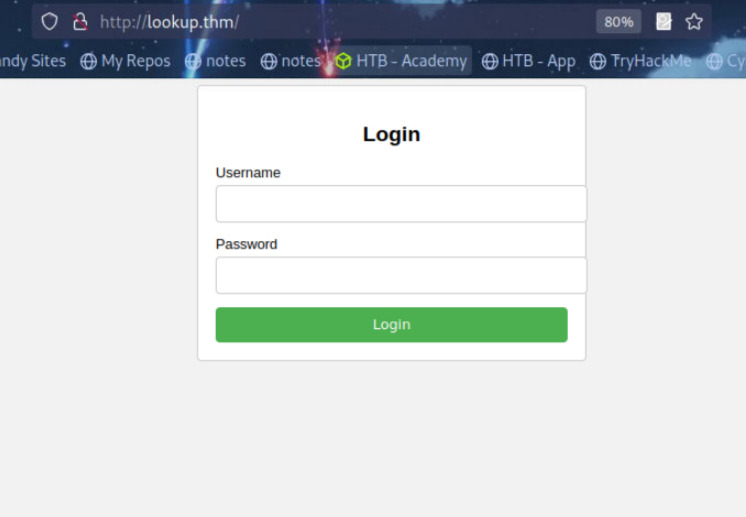 http://lookup.thm/
80%
ndy Sites My Repos notes notes HTB - Academy HTB - App TryHackMe Cy
Login
Username
Password
Login